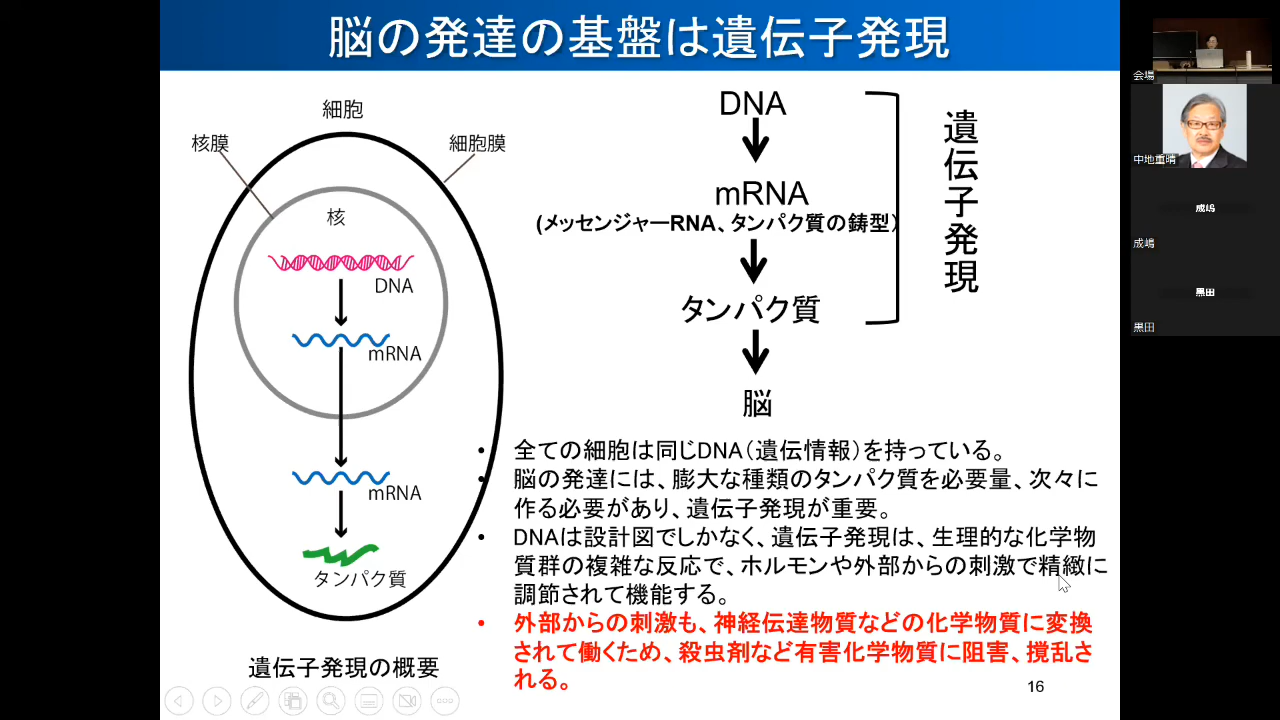 脳の発達の基盤は遺伝子発現
細胞
核膜
細胞膜
核
DNA
mRNA
mRNA
タンパク質
遺伝子発現の概要
DNA
mRNA
(メッセンジャーRNA、タンパク質の鋳型)
タンパク質
脳
遺伝子発現
• 全ての細胞は同じDNA(遺伝情報)を持っている。
• 脳の発達には、膨大な種類のタンパク質を必要量、次々に
作る必要があり、遺伝子発現が重要。
• DNAは設計図でしかなく、遺伝子発現は、生理的な化学物
質群の複雑な反応で、ホルモンや外部からの刺激で精緻に
調節されて機能する。
• 外部からの刺激も、神経伝達物質などの化学物質に変換
されて働くため、殺虫剤など有害化学物質に阻害、撹乱さ
れる。
16
会場
中地重晴
成嶋
成嶋
黒田
黒田